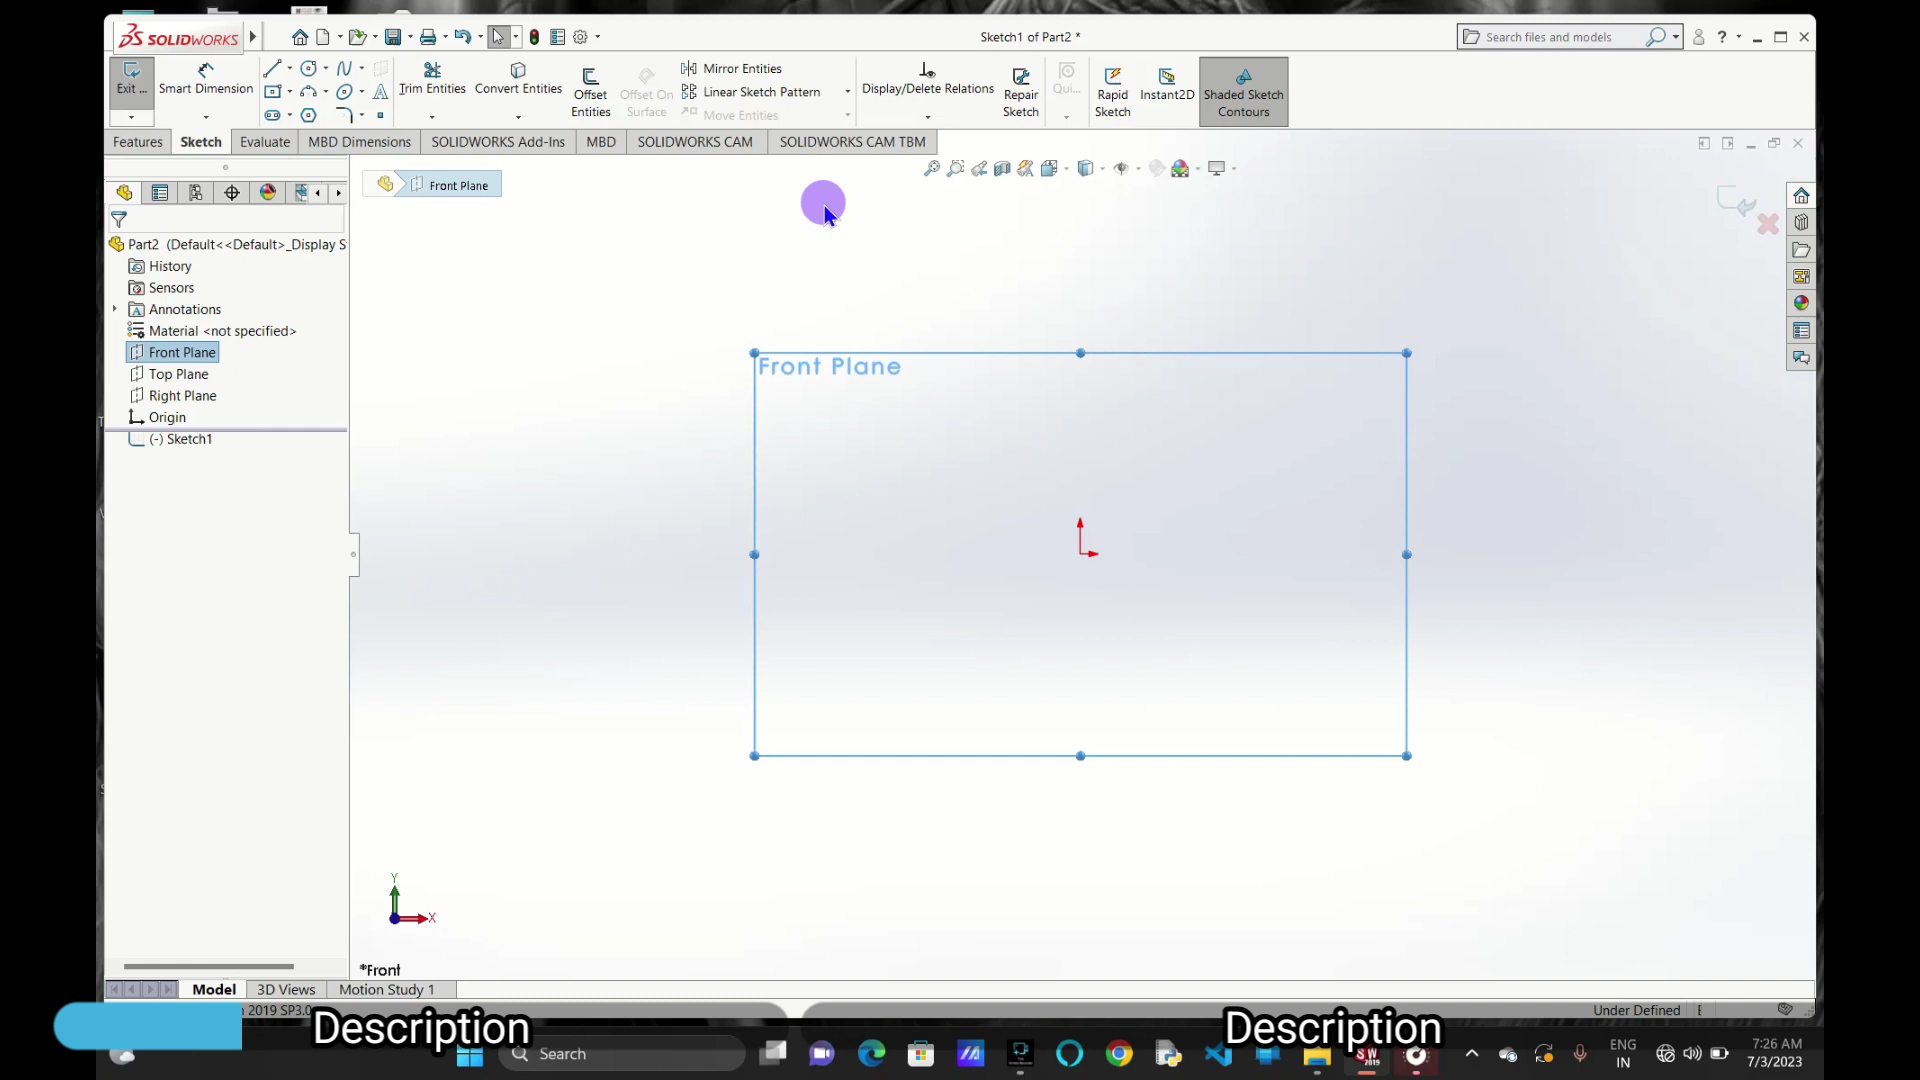 SOLIDWORKS
Sketch1 of Part2 *
Search files and models
?
Exit ...
Smart Dimension
Trim Entities
Convert Entities
Offset Entities
Offset On Surface
Mirror Entities
Linear Sketch Pattern
Move Entities
Display/Delete Relations
Repair Sketch
Qui...
Rapid Sketch
Instant2D
Shaded Sketch Contours
Features
Sketch
Evaluate
MBD Dimensions
SOLIDWORKS Add-Ins
MBD
SOLIDWORKS CAM
SOLIDWORKS CAM TBM
Front Plane
Part2 (Default<<Default>_Display S
History
Sensors
Annotations
Material <not specified>
Front Plane
Top Plane
Right Plane
Origin
(-) Sketch1
Front Plane
Y
X
*Front
Model
3D Views
Motion Study 1
2019 SP3.0
Under Defined
Description
Description
Search
SW
2019
ENG
IN
7:26 AM
7/3/2023